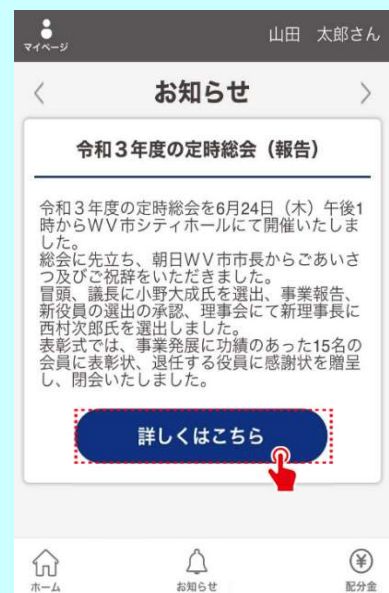 マイページ
山田 太郎さん
お知らせ
令和3年度の定時総会（報告）
令和3年度の定時総会を6月24日（木）午後1
時からＷＶ市シティホールにて開催いたしま
した。
総会に先立ち、朝日ＷＶ市市長からごあいさ
つ及びご祝辞をいただきました。
冒頭、議長に小野大成氏を選出、事業報告、
新役員の選出の承認、理事会にて新理事長に
西村次郎氏を選出しました。
表彰式では、事業発展に功績のあった15名の
会員に表彰状、退任する役員に感謝状を贈呈
し、閉会いたしました。
詳しくはこちら
ホーム
お知らせ
配分金